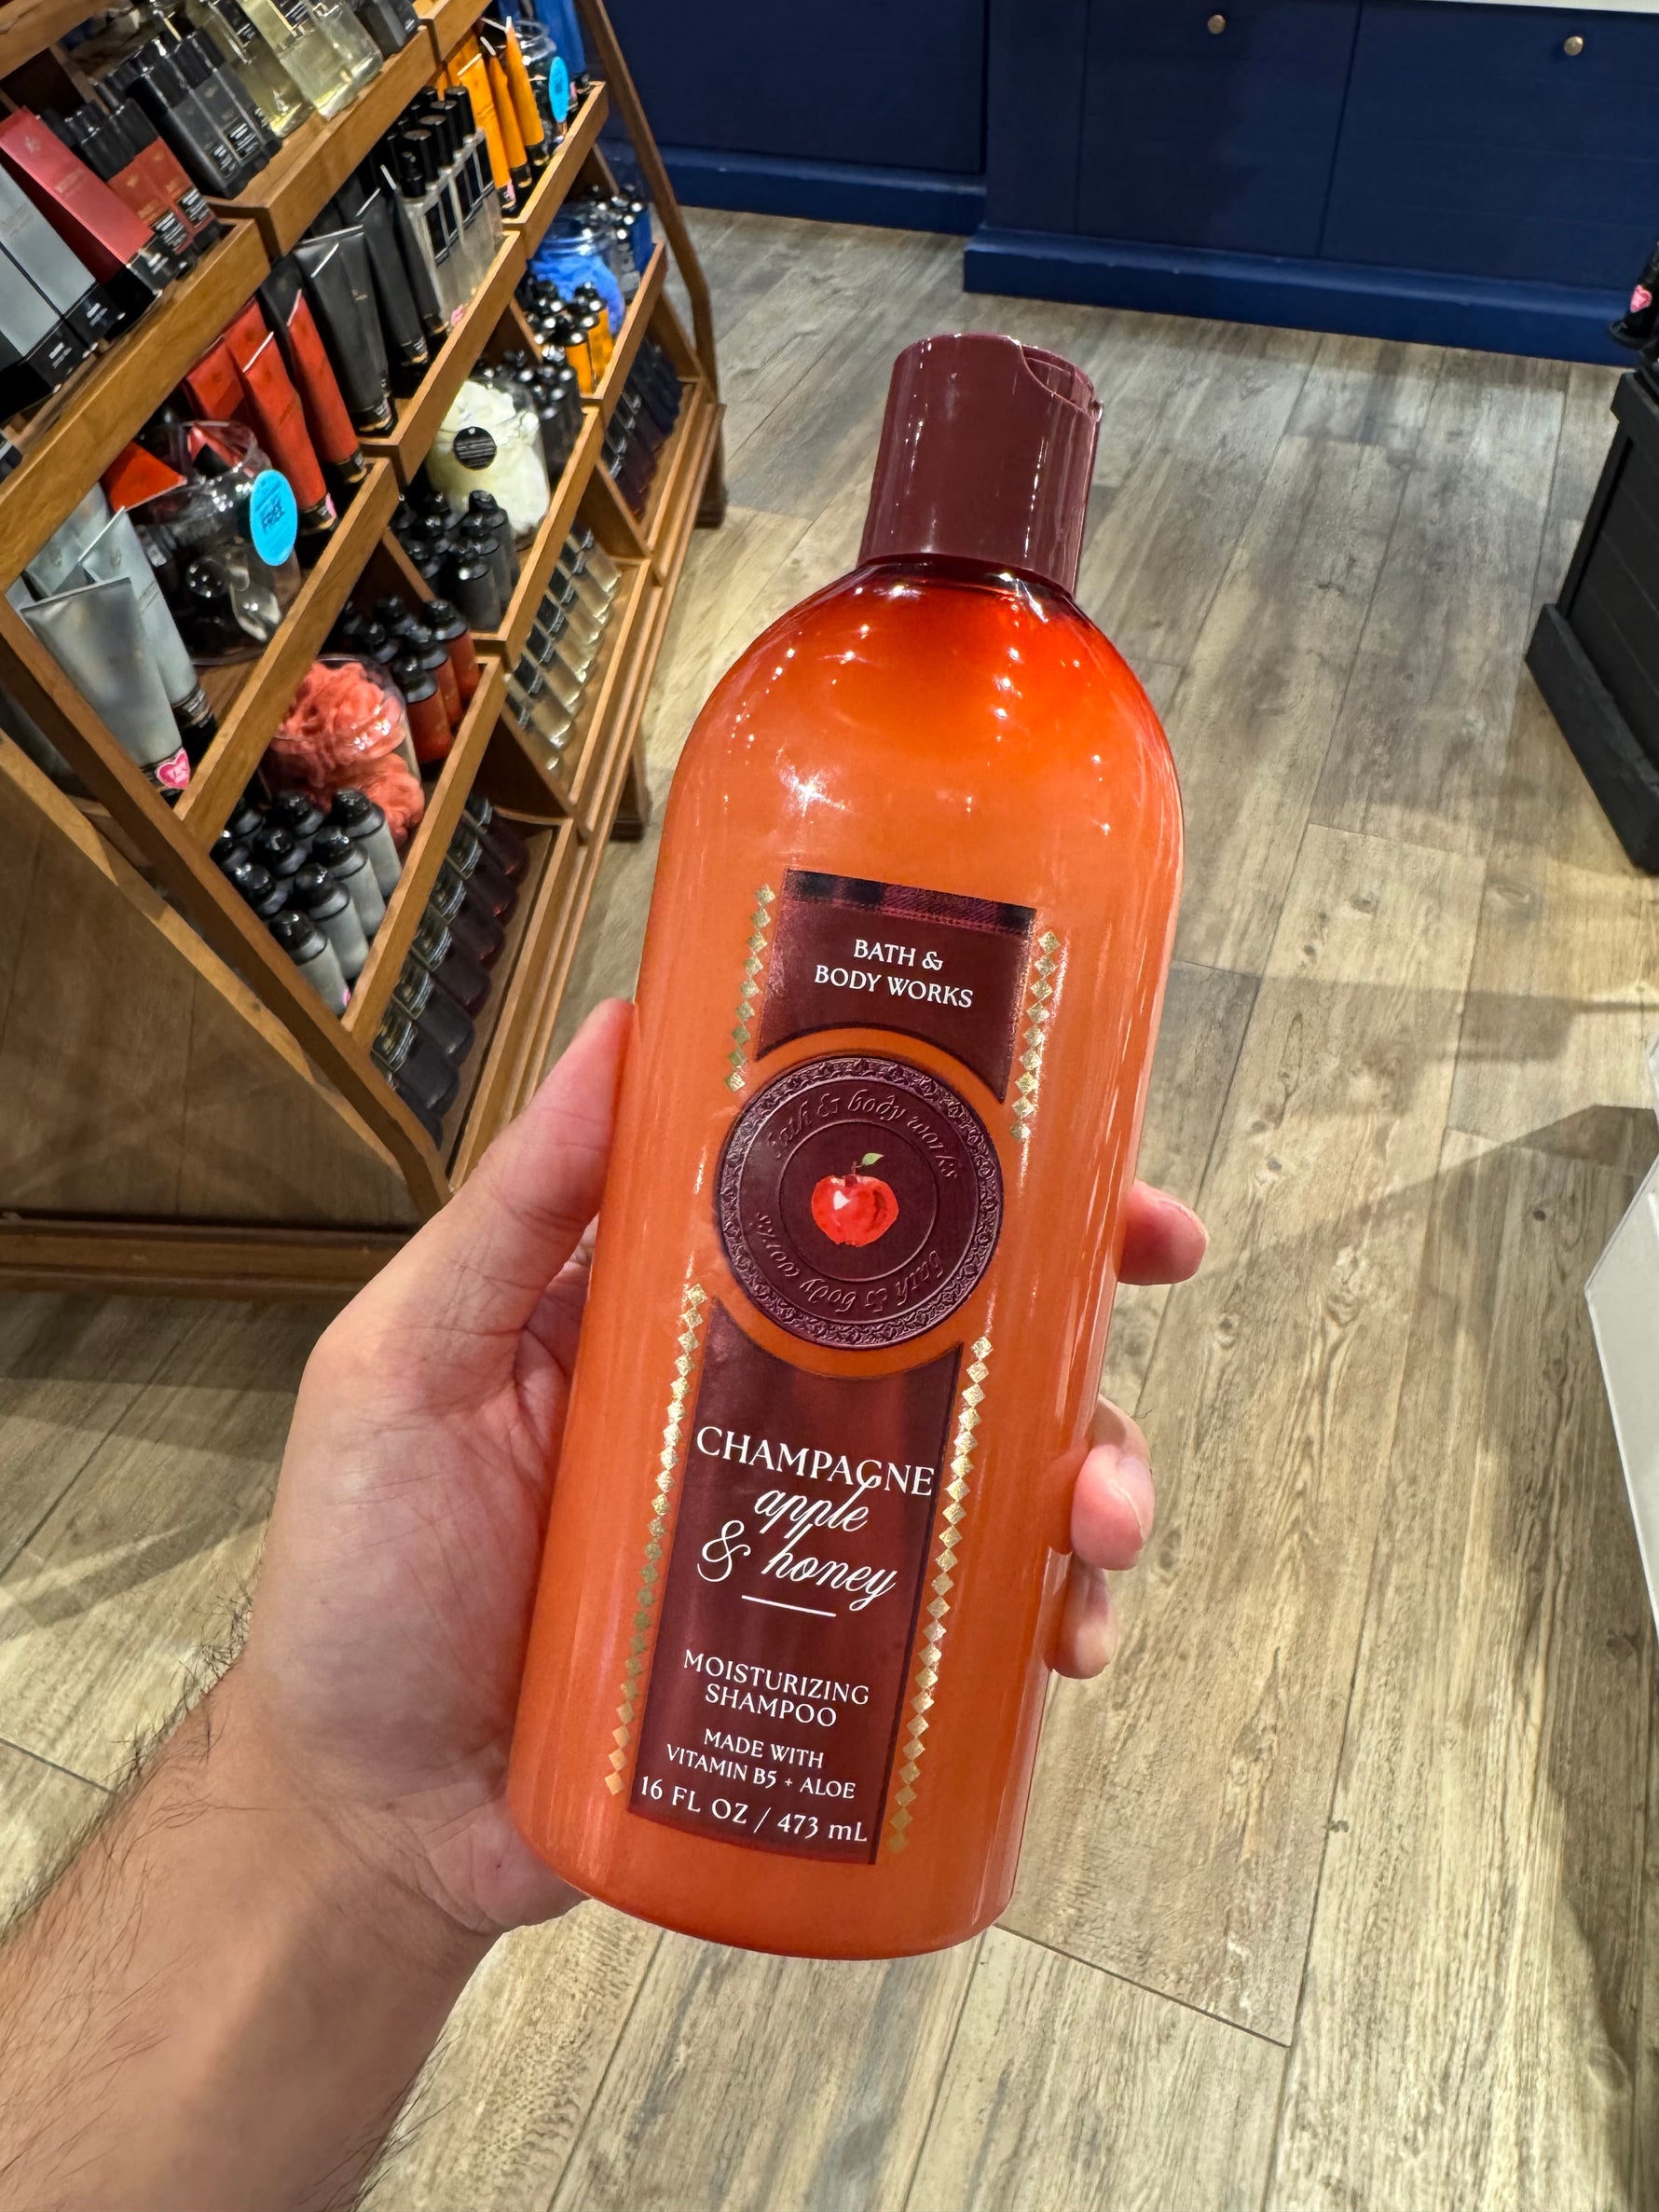 BATH &
BODY WORKS
bath & body works
bath & body works
CHAMPAGNE
apple
& honey
MOISTURIZING
SHAMPOO
MADE WITH
VITAMIN B5 + ALOE
16 FL OZ / 473 mL
FREE